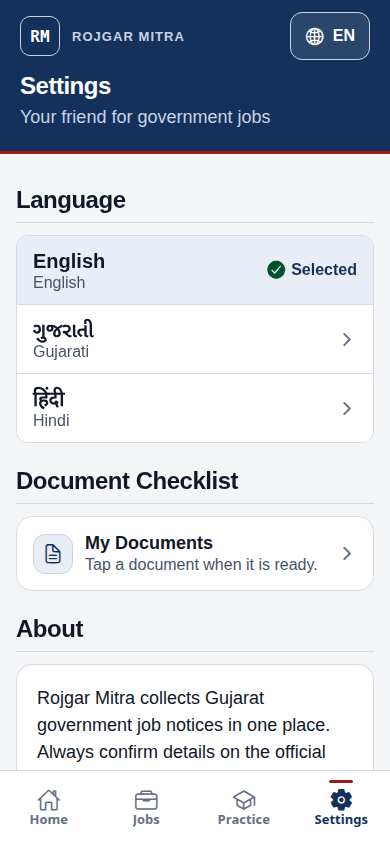 RM ROJGAR MITRA EN
Settings
Your friend for government jobs
Language
English
English
Selected
ગુજરાતી
Gujarati
हिंदी
Hindi
Document Checklist
My Documents
Tap a document when it is ready.
About
Rojgar Mitra collects Gujarat
government job notices in one place.
Always confirm details on the official
Home Jobs Practice Settings